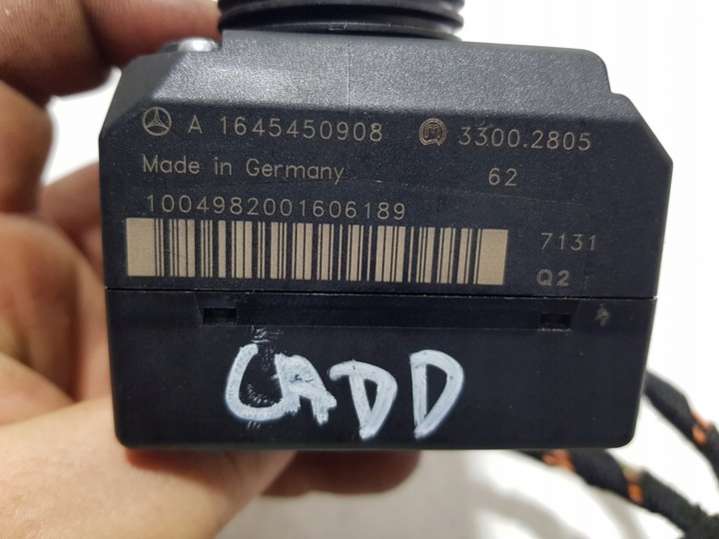 A 1645450908 3300.2805
Made in Germany 62
1004982001606189
7131
Q2
CADD